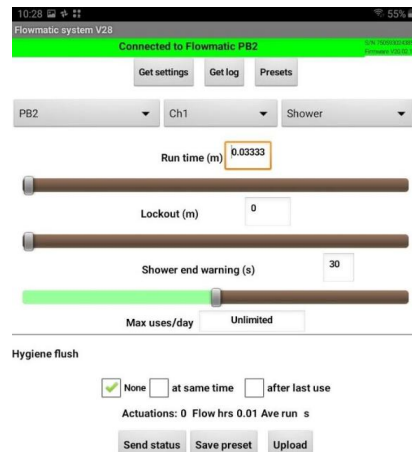 10:28 55%
Flowmatic system V28
Connected to Flowmatic PB2
Get settings Get log Presets
PB2 Ch1 Shower
Run time (m) 0.03333
Lockout (m) 0
Shower end warning (s) 30
Max uses/day Unlimited
Hygiene flush
None at same time after last use
Actuations: 0 Flow hrs 0.01 Ave run s
Send status Save preset Upload